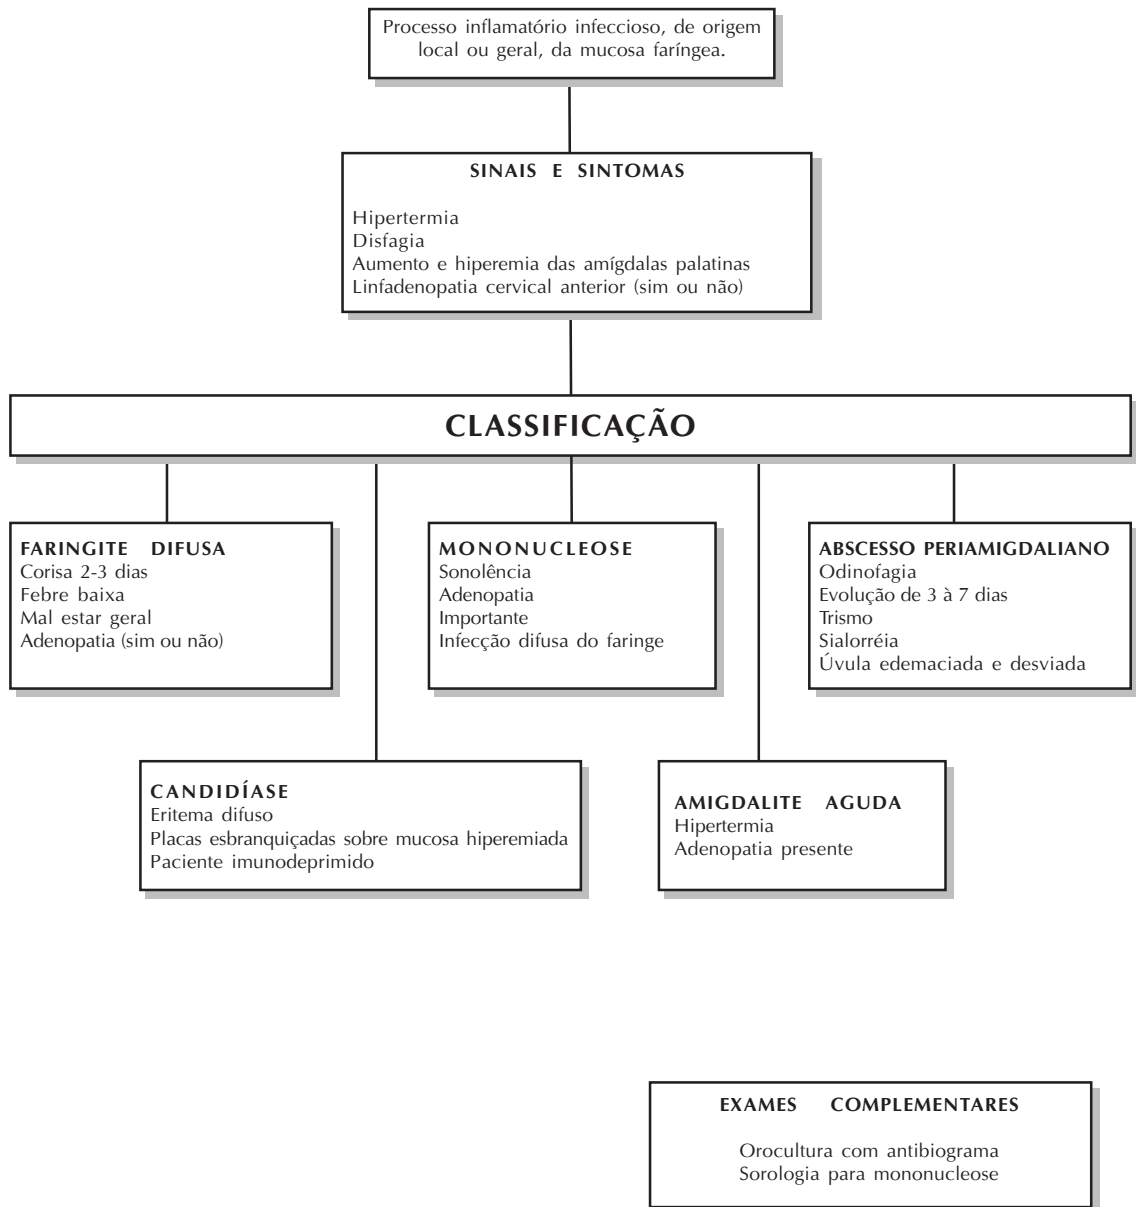 Processo inflamatório infeccioso, de origem
local ou geral, da mucosa faríngea.
SINAIS E SINTOMAS
Hipertermia
Disfagia
Aumento e hiperemia das amígdalas palatinas
Linfadenopatia cervical anterior (sim ou não)
CLASSIFICAÇÃO
FARINGITE DIFUSA
Corisa 2-3 dias
Febre baixa
Mal estar geral
Adenopatia (sim ou não)
MONONUCLEOSE
Sonolência
Adenopatia
Importante
Infecção difusa do faringe
ABSCESSO PERIAMIGDALIANO
Odinofagia
Evolução de 3 à 7 dias
Trismo
Sialorréia
Úvula edemaciada e desviada
CANDIDÍASE
Eritema difuso
Placas esbranquiçadas sobre mucosa hiperemiada
Paciente imunodeprimido
AMIGDALITE AGUDA
Hipertermia
Adenopatia presente
EXAMES COMPLEMENTARES
Orocultura com antibiograma
Sorologia para mononucleose